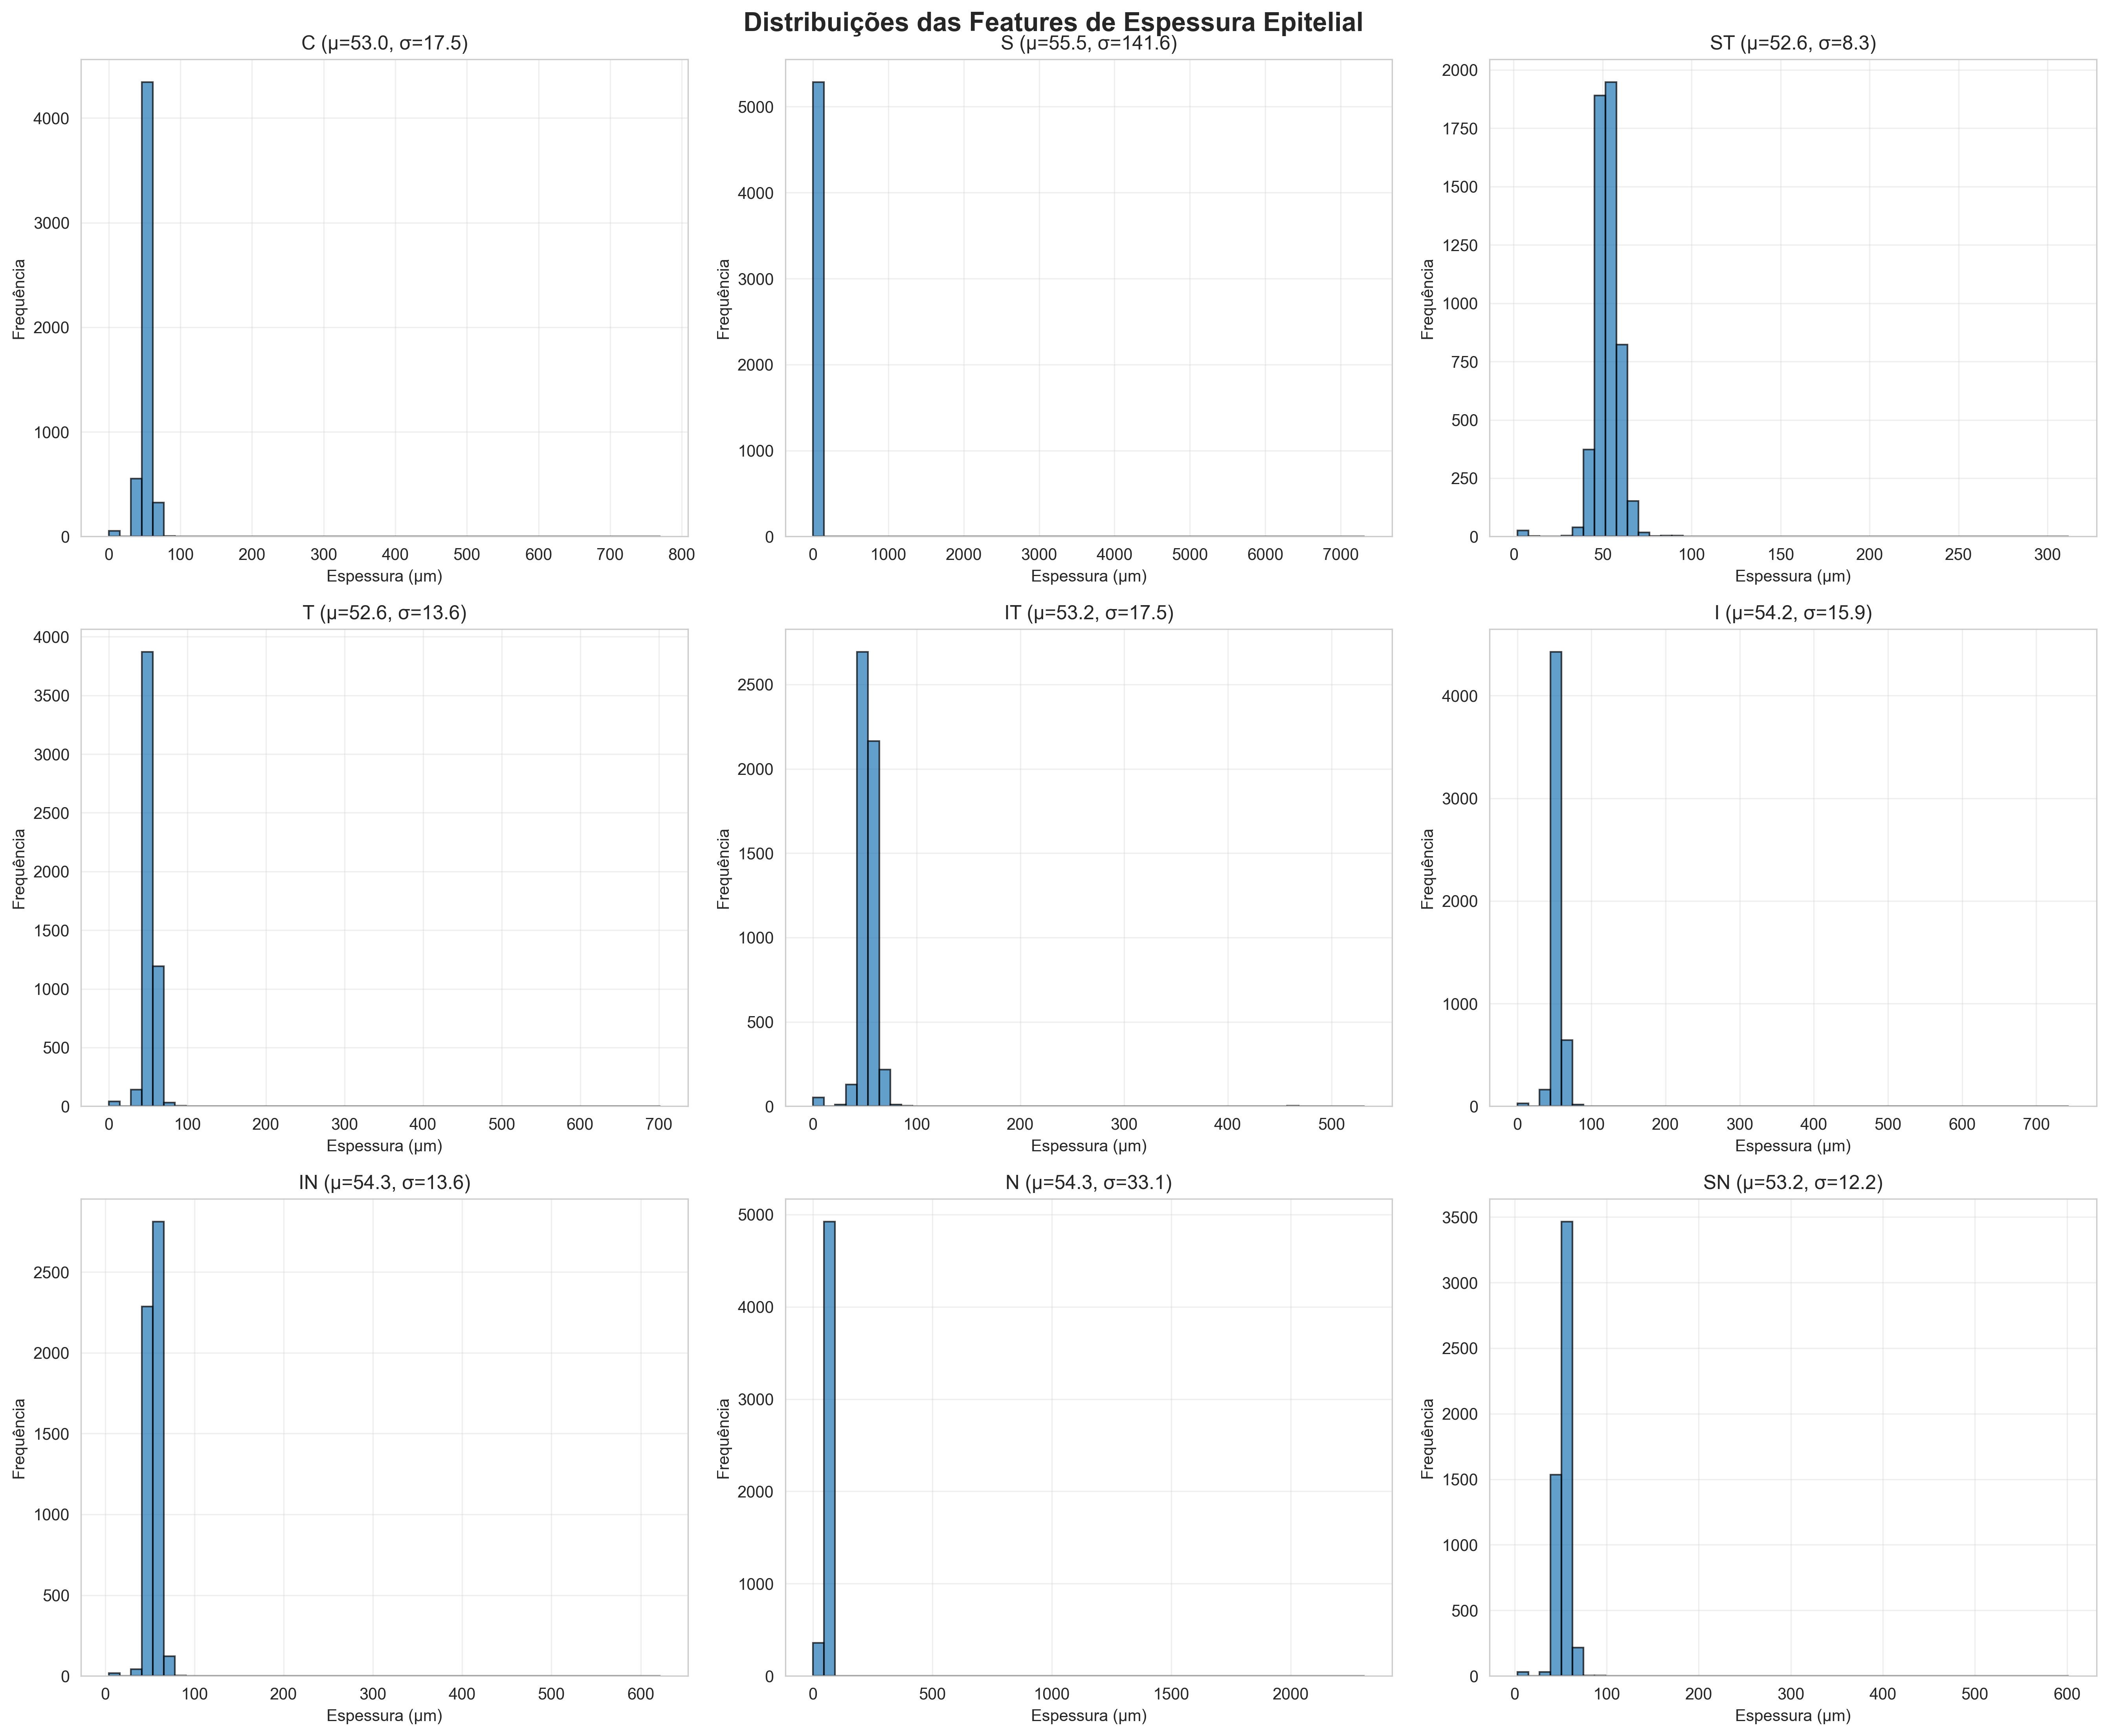 Distribuições das Features de Espessura Epitelial
C (μ=53.0, σ=17.5)
Frequência
4000
3000
2000
1000
0
0 100 200 300 400 500 600 700 800
Espessura (μm)
S (μ=55.5, σ=141.6)
Frequência
5000
4000
3000
2000
1000
0
0 1000 2000 3000 4000 5000 6000 7000
Espessura (μm)
ST (μ=52.6, σ=8.3)
Frequência
2000
1750
1500
1250
1000
750
500
250
0
0 50 100 150 200 250 300
Espessura (μm)
T (μ=52.6, σ=13.6)
Frequência
4000
3500
3000
2500
2000
1500
1000
500
0
0 100 200 300 400 500 600 700
Espessura (μm)
IT (μ=53.2, σ=17.5)
Frequência
2500
2000
1500
1000
500
0
0 100 200 300 400 500
Espessura (μm)
I (μ=54.2, σ=15.9)
Frequência
4000
3000
2000
1000
0
0 100 200 300 400 500 600 700
Espessura (μm)
IN (μ=54.3, σ=13.6)
Frequência
2500
2000
1500
1000
500
0
0 100 200 300 400 500 600
Espessura (μm)
N (μ=54.3, σ=33.1)
Frequência
5000
4000
3000
2000
1000
0
0 500 1000 1500 2000
Espessura (μm)
SN (μ=53.2, σ=12.2)
Frequência
3500
3000
2500
2000
1500
1000
500
0
0 100 200 300 400 500 600
Espessura (μm)